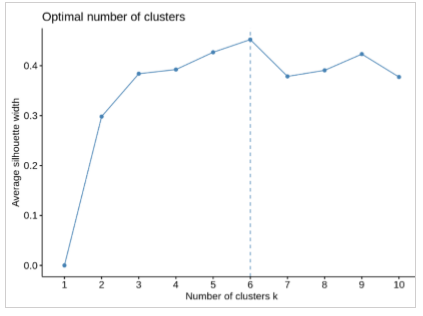 Optimal number of clusters
Average silhouette width
0.4
0.3
0.2
0.1
0.0
1 2 3 4 5 6 7 8 9 10
Number of clusters k